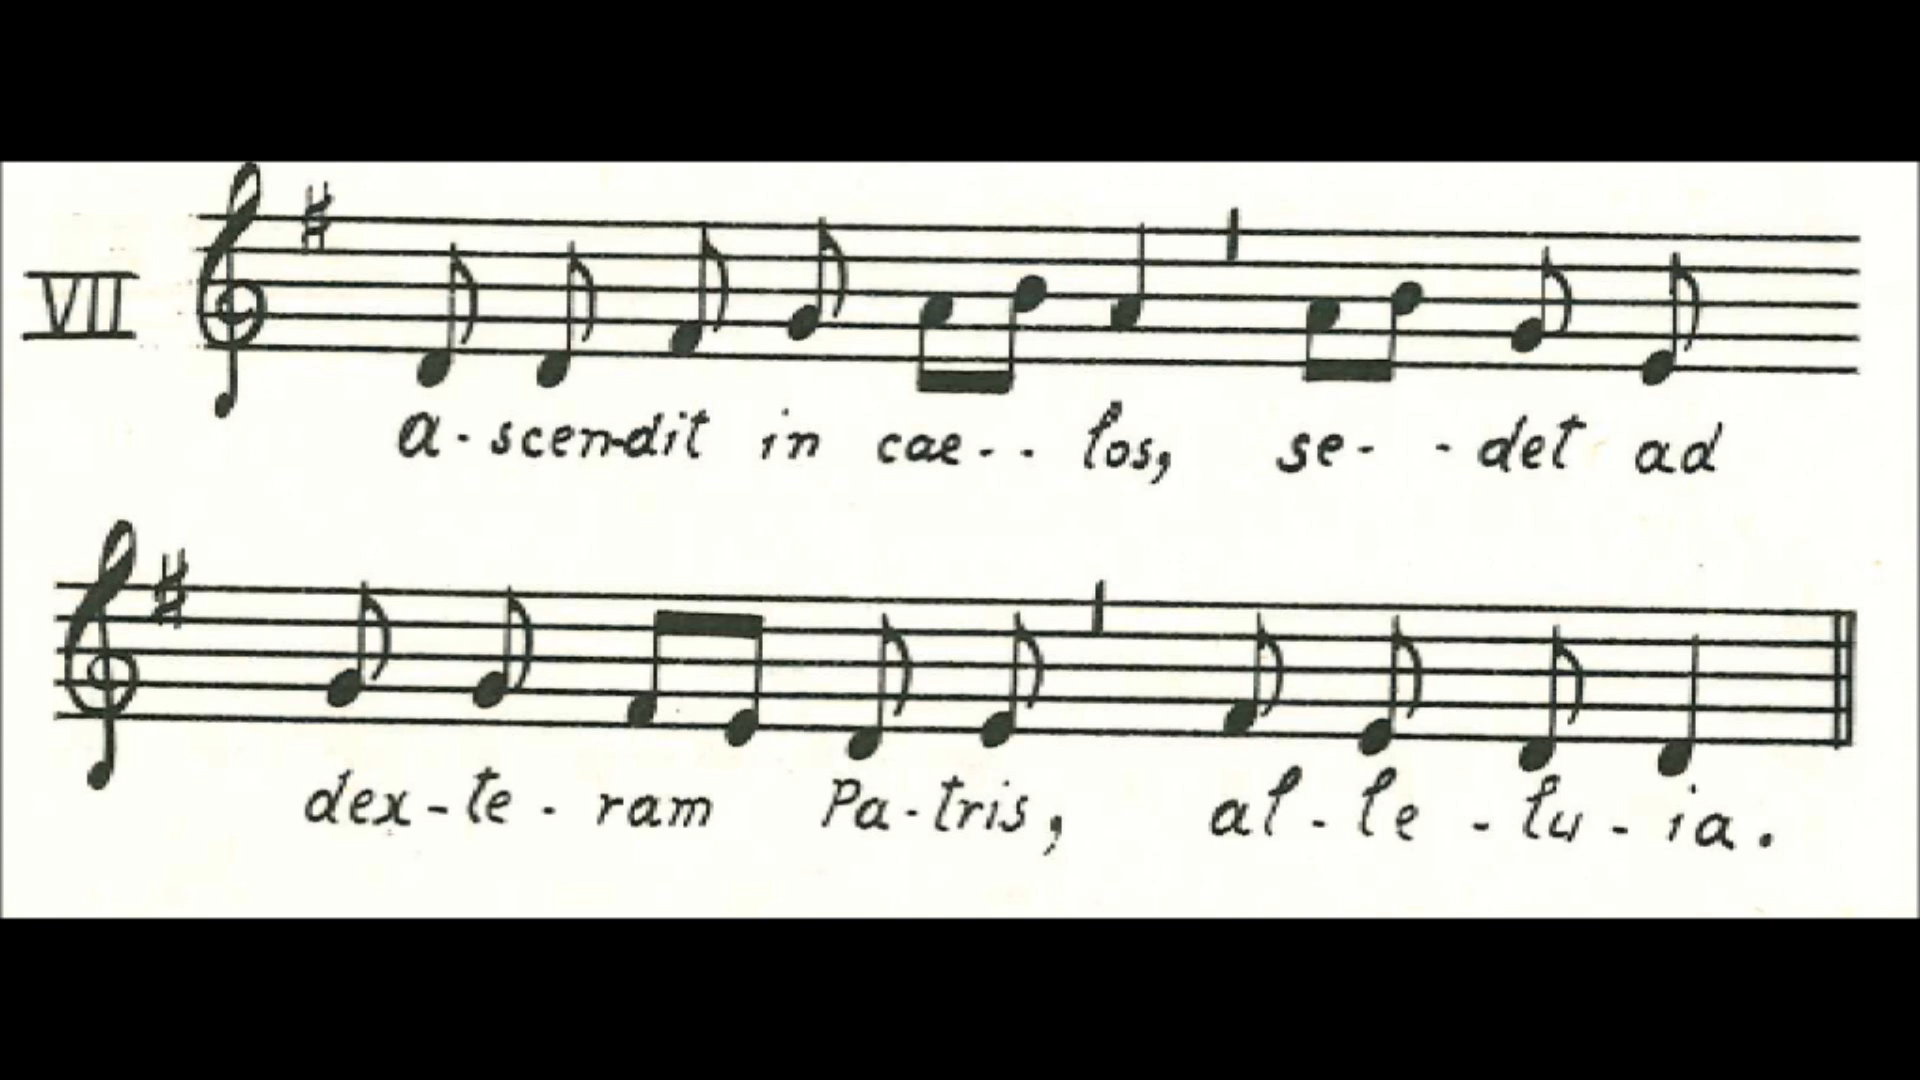 VII
a-scen-dit in cae-- los, se- -det ad
dex-te-ram Pa-tris, al-le-lu-ia.